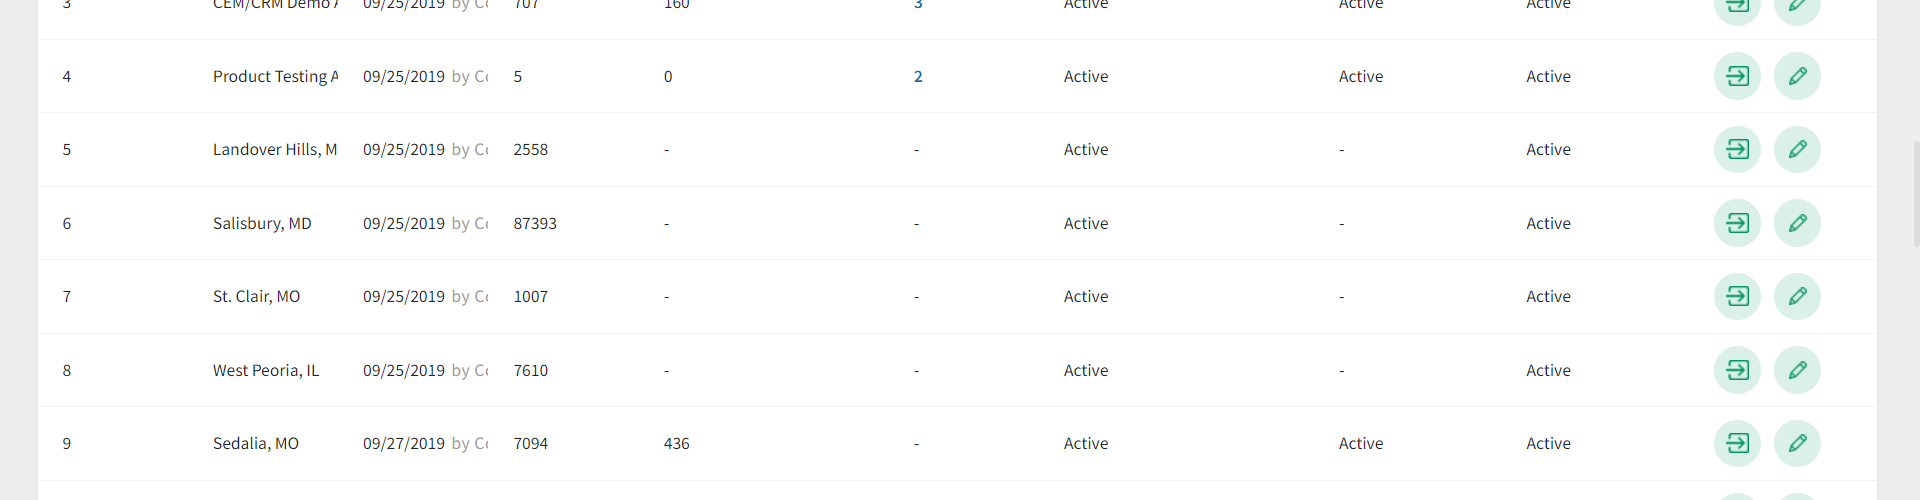 3 CEM/CRM Demo 09/25/2019 by 707 160 3 Active Active Active
4 Product Testing A 09/25/2019 by 5 0 2 Active Active Active
5 Landover Hills, M 09/25/2019 by 2558 - - Active - Active
6 Salisbury, MD 09/25/2019 by 87393 - - Active - Active
7 St. Clair, MO 09/25/2019 by 1007 - - Active - Active
8 West Peoria, IL 09/25/2019 by 7610 - - Active - Active
9 Sedalia, MO 09/27/2019 by 7094 436 - Active Active Active